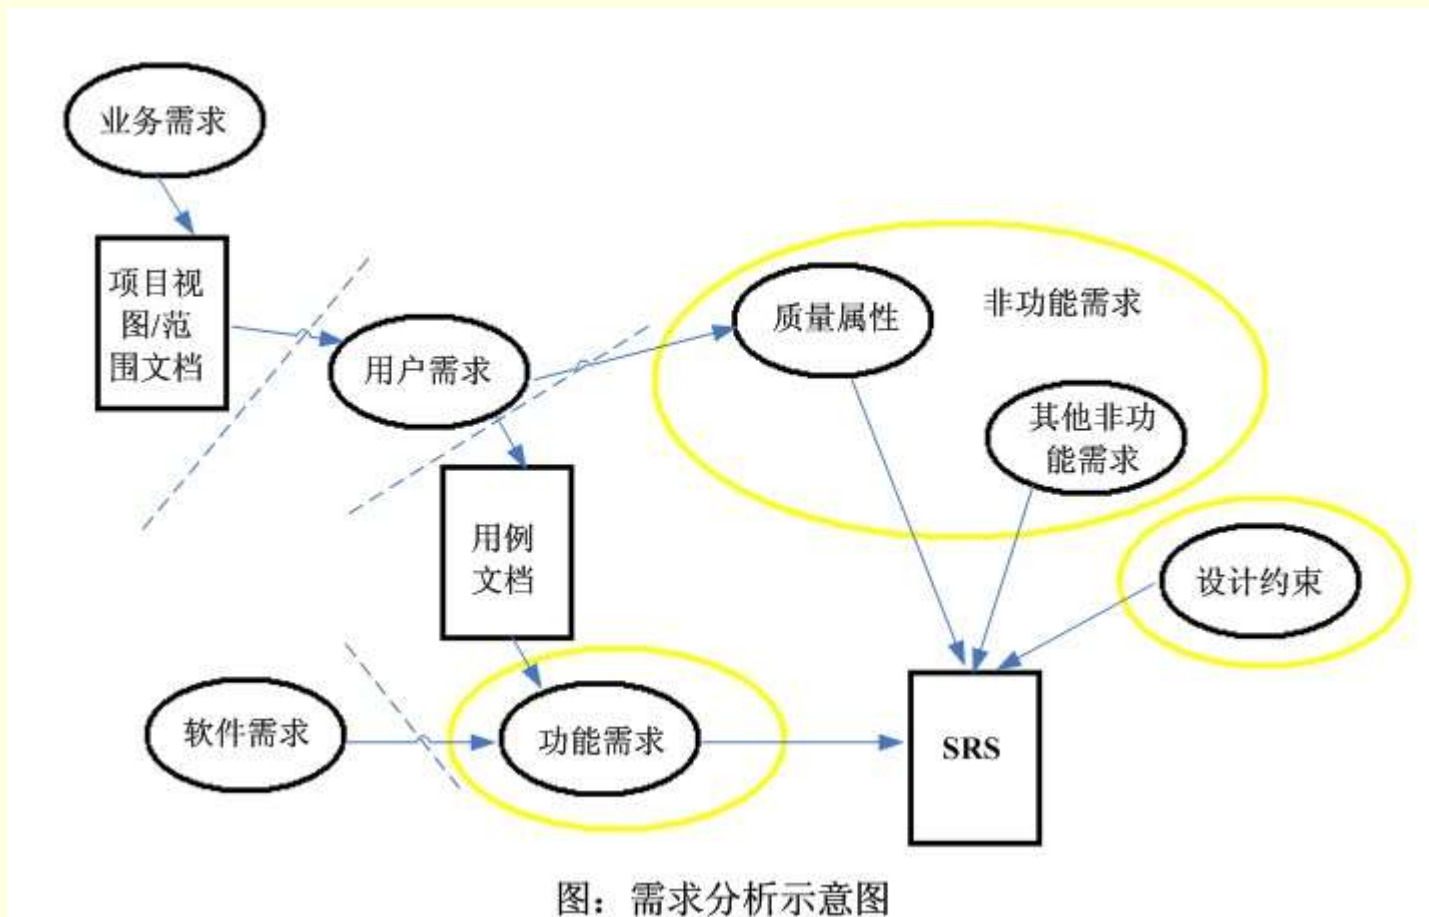 业务需求
项目视
图/范
围文档
用户需求
质量属性
非功能需求
其他非功
能需求
用例
文档
设计约束
软件需求
功能需求
SRS
图：需求分析示意图